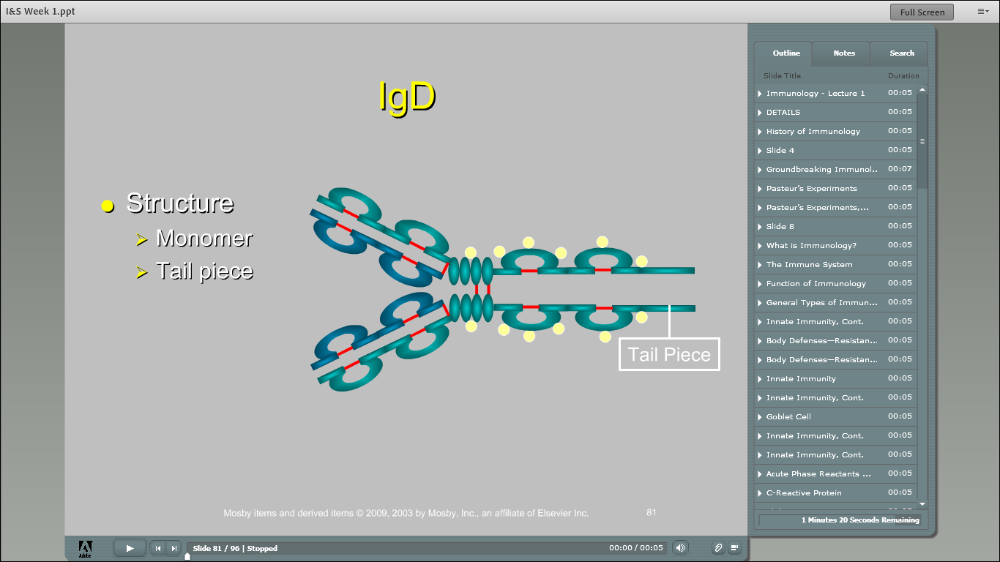 I&S Week 1.ppt
Full Screen
IgD
Structure
Monomer
Tail piece
Tail Piece
Mosby items and derived items © 2009, 2003 by Mosby, Inc., an affiliate of Elsevier Inc.
81
Outline Notes Search
Slide Title Duration
Immunology - Lecture 1 00:05
DETAILS 00:05
History of Immunology 00:05
Slide 4 00:05
Groundbreaking Immunol.. 00:07
Pasteur's Experiments 00:05
Pasteur's Experiments,... 00:05
Slide 8 00:05
What is Immunology? 00:05
The Immune System 00:05
Function of Immunology 00:05
General Types of Immun... 00:05
Innate Immunity, Cont. 00:05
Body Defenses—Resistan... 00:05
Body Defenses—Resistan... 00:05
Innate Immunity 00:05
Innate Immunity, Cont. 00:05
Goblet Cell 00:05
Innate Immunity, Cont. 00:05
Innate Immunity, Cont. 00:05
Acute Phase Reactants ... 00:05
C-Reactive Protein 00:05
1 Minutes 20 Seconds Remaining
Adobe
Slide 81 / 96 | Stopped
00:00 / 00:05